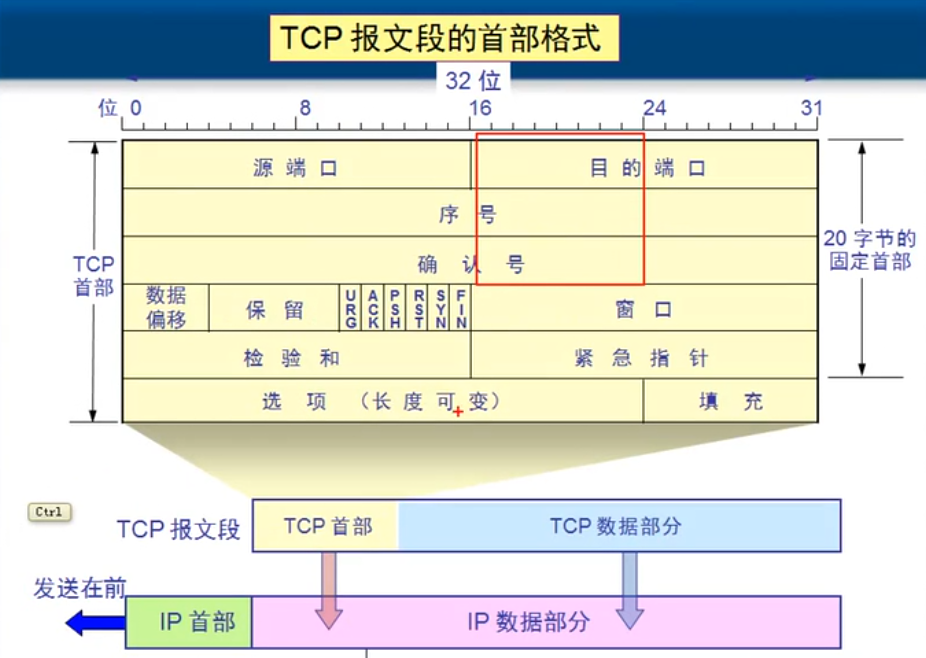 TCP 报文段的首部格式
32 位
位 0 8 16 24 31
源 端 口 目 的 端 口
序 号
确 认 号
TCP
首部
20 字节的
固定首部
数据
偏移
保 留
URG
ACK
PSH
RST
SYN
FIN
窗 口
检 验 和 紧 急 指 针
选 项 （长 度 可 变） 填 充
Ctrl
TCP 报文段 TCP 首部 TCP 数据部分
发送在前
IP 首部 IP 数据部分